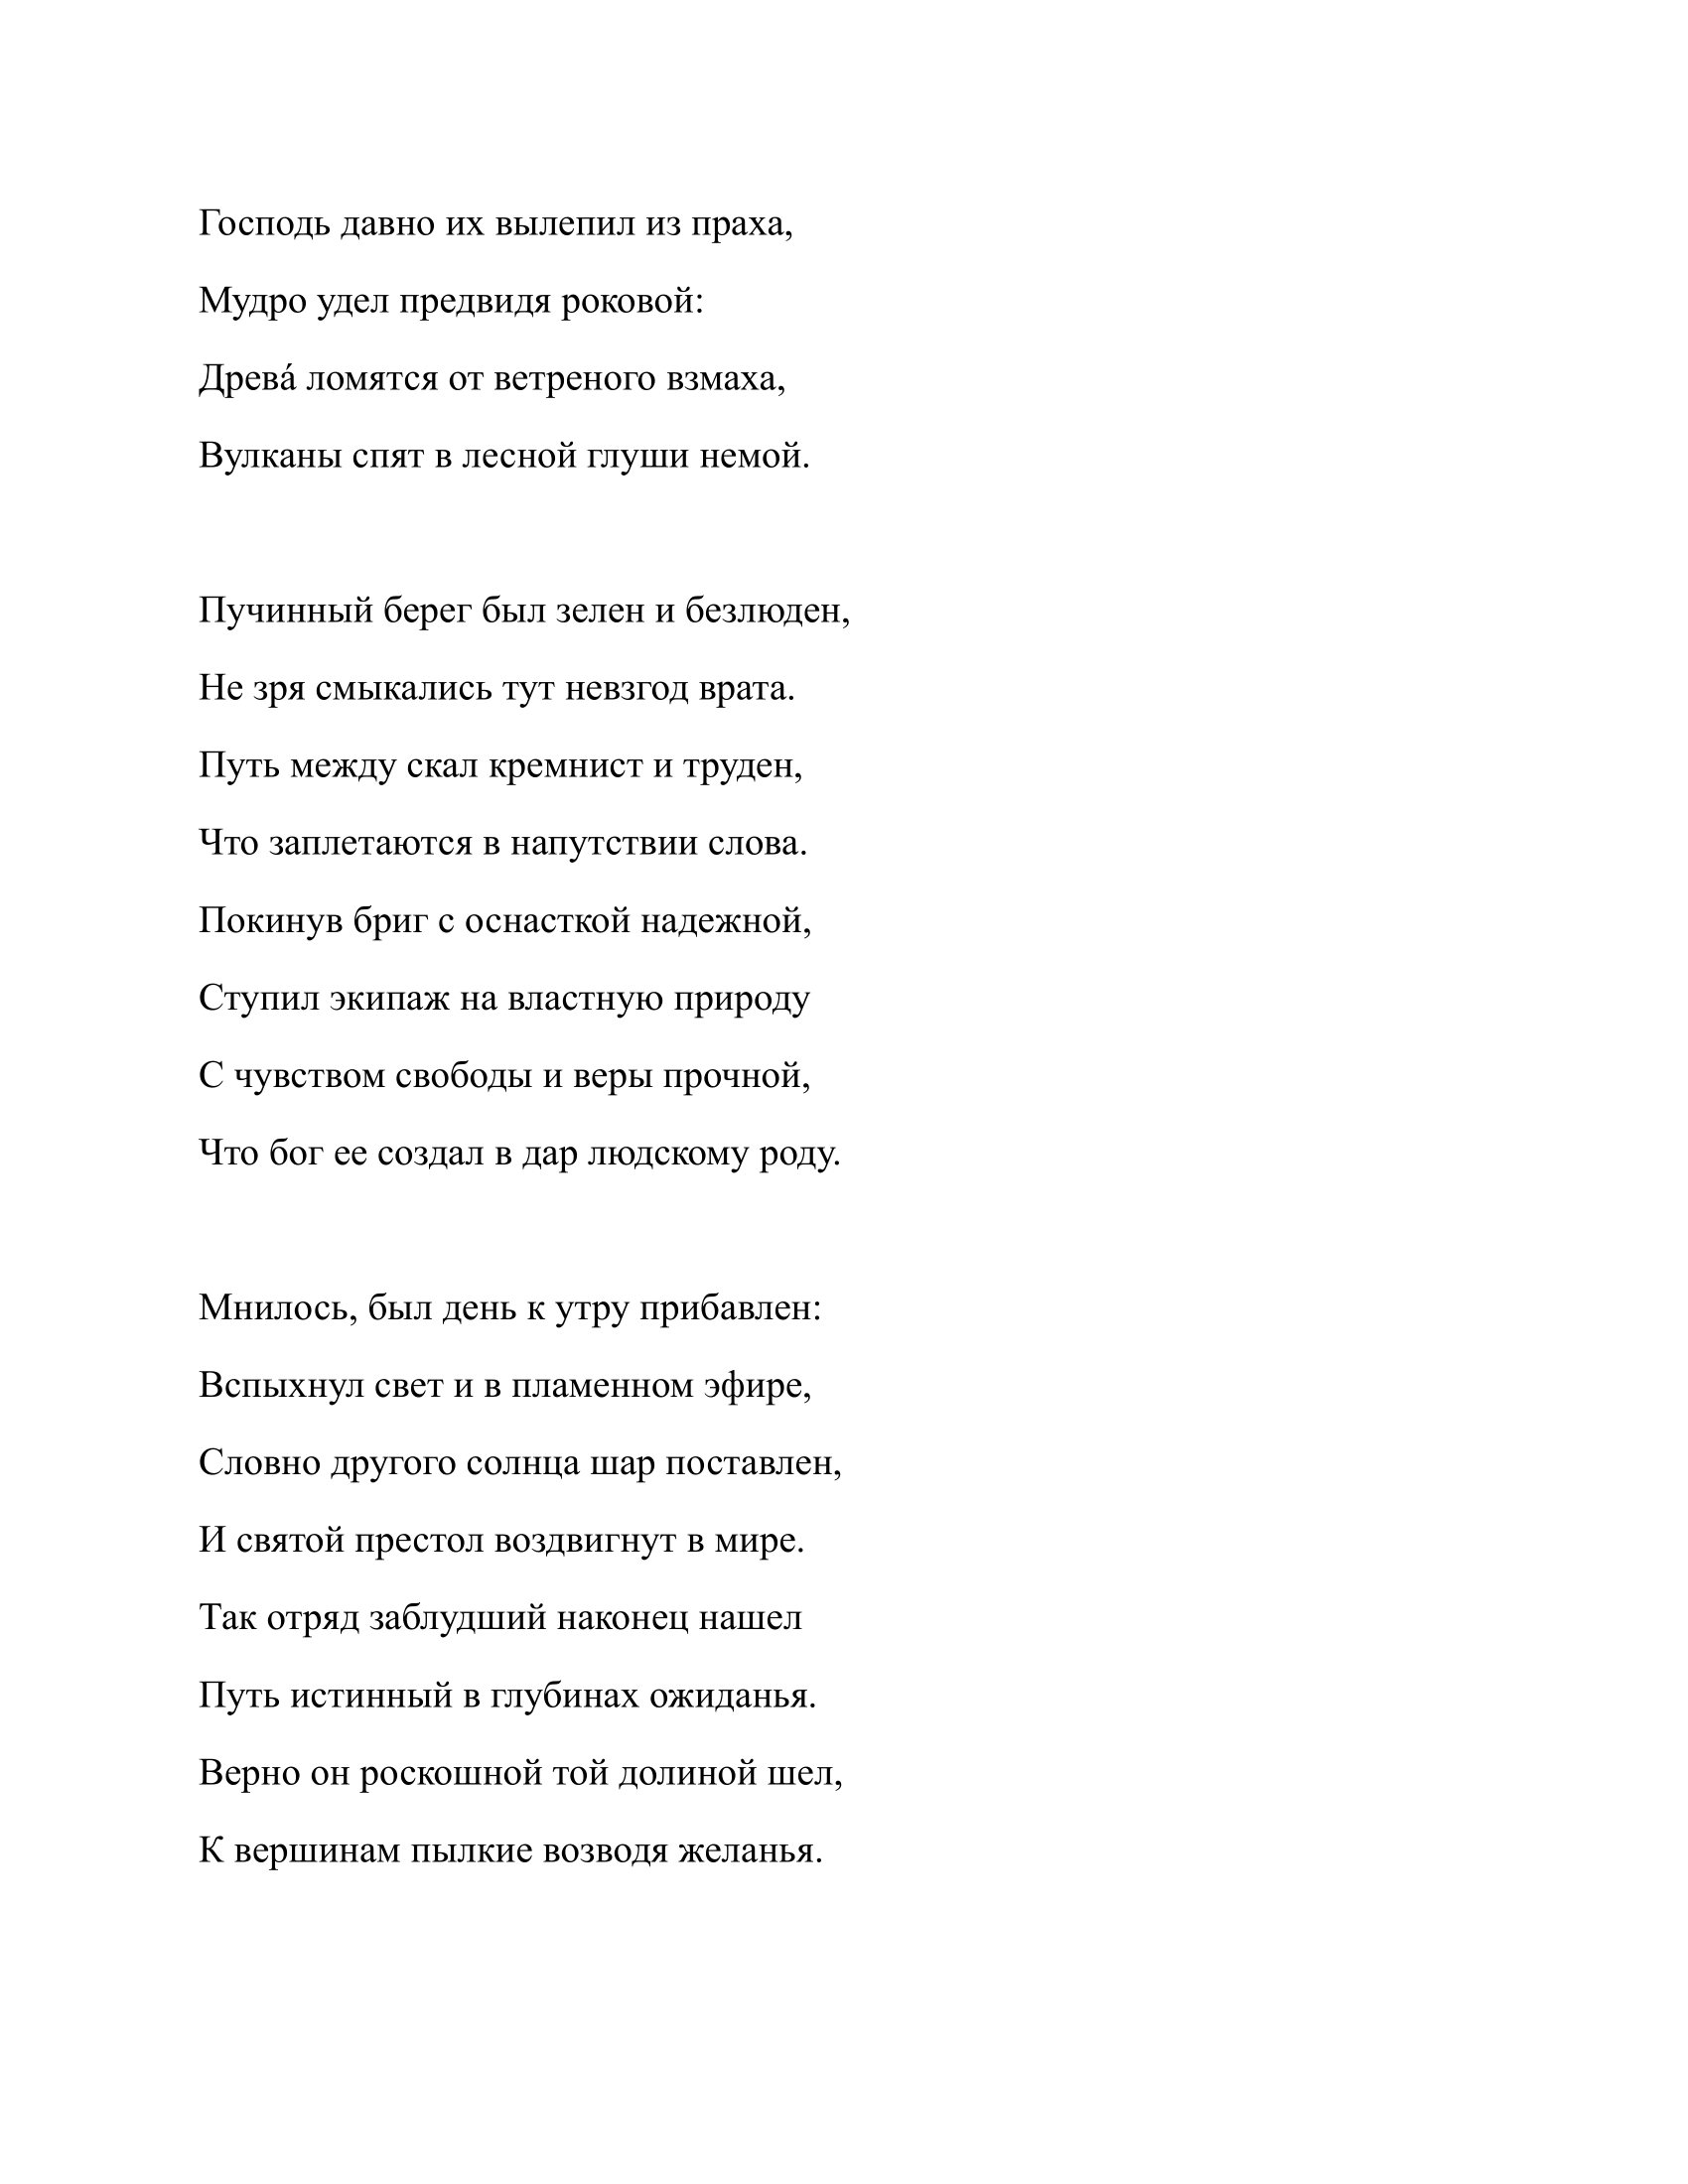 Господь давно их вылепил из праха,
Мудро удел предвидя роковой:
Древа́ ломятся от ветреного взмаха,
Вулканы спят в лесной глуши немой.

Пучинный берег был зелен и безлюден,
Не зря смыкались тут невзгод врата.
Путь между скал кремнист и труден,
Что заплетаются в напутствии слова.
Покинув бриг с оснасткой надежной,
Ступил экипаж на властную природу
С чувством свободы и веры прочной,
Что бог ее создал в дар людскому роду.

Мнилось, был день к утру прибавлен:
Вспыхнул свет и в пламенном эфире,
Словно другого солнца шар поставлен,
И святой престол воздвигнут в мире.
Так отряд заблудший наконец нашел
Путь истинный в глубинах ожиданья.
Верно он роскошной той долиной шел,
К вершинам пылкие возводя желанья.